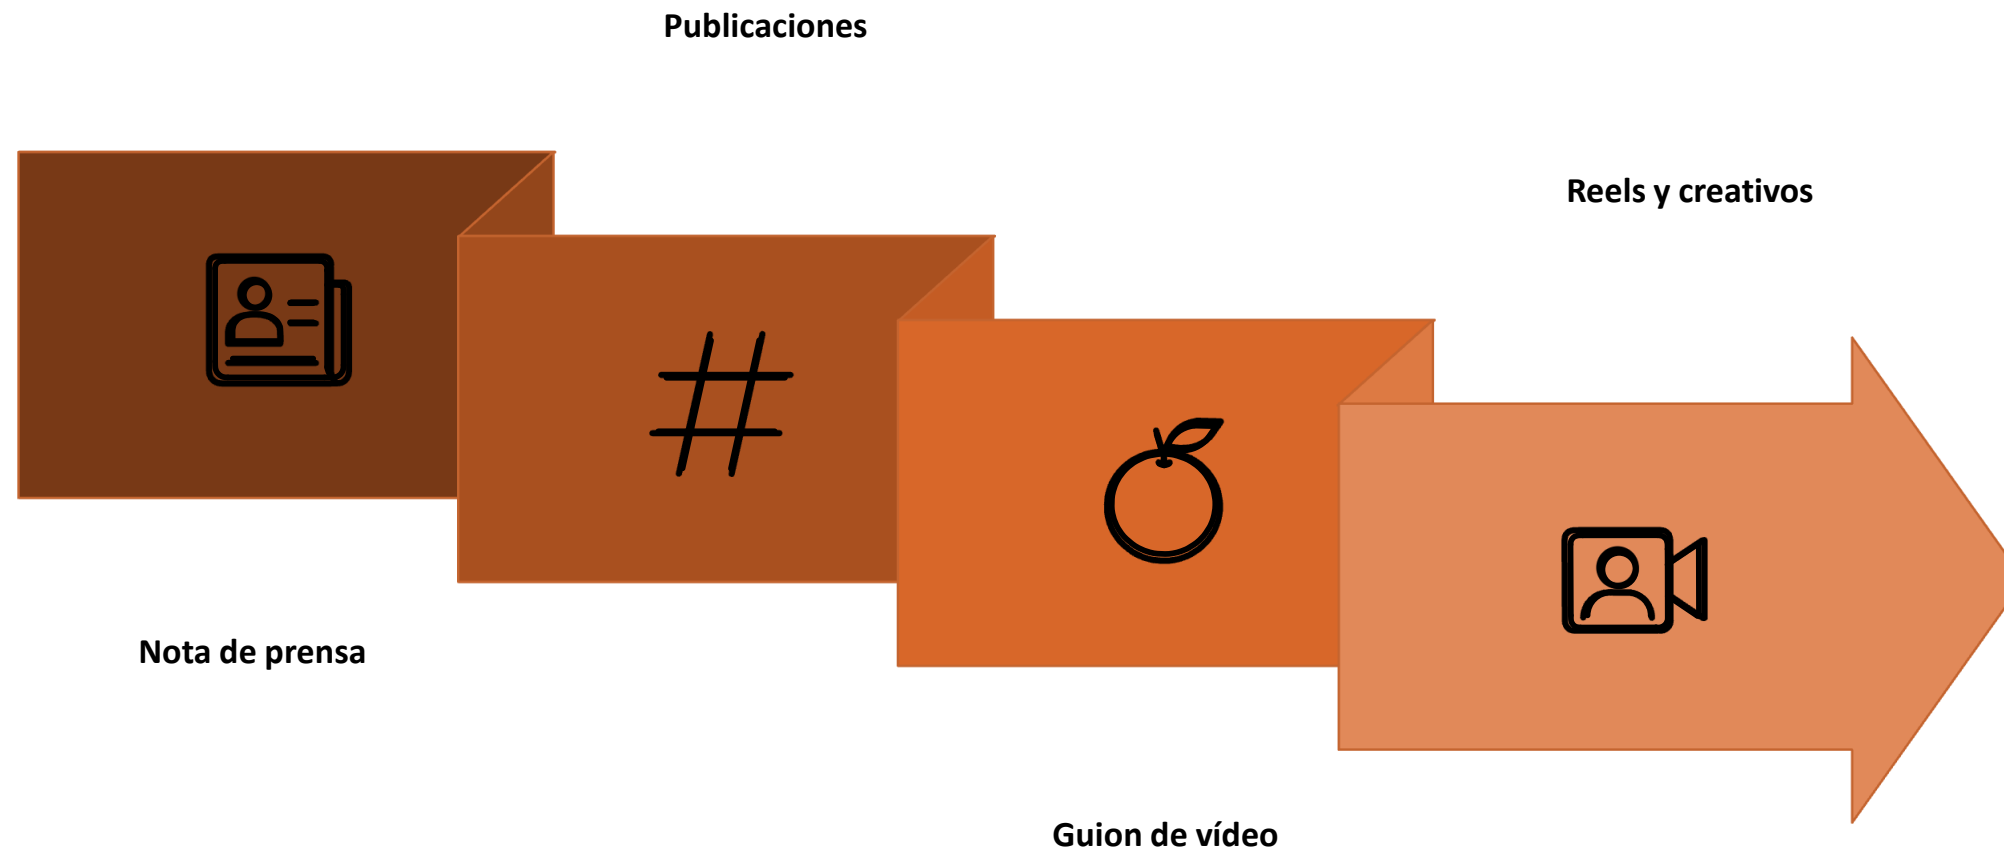 Publicaciones
Reels y creativos
Nota de prensa
Guion de vídeo